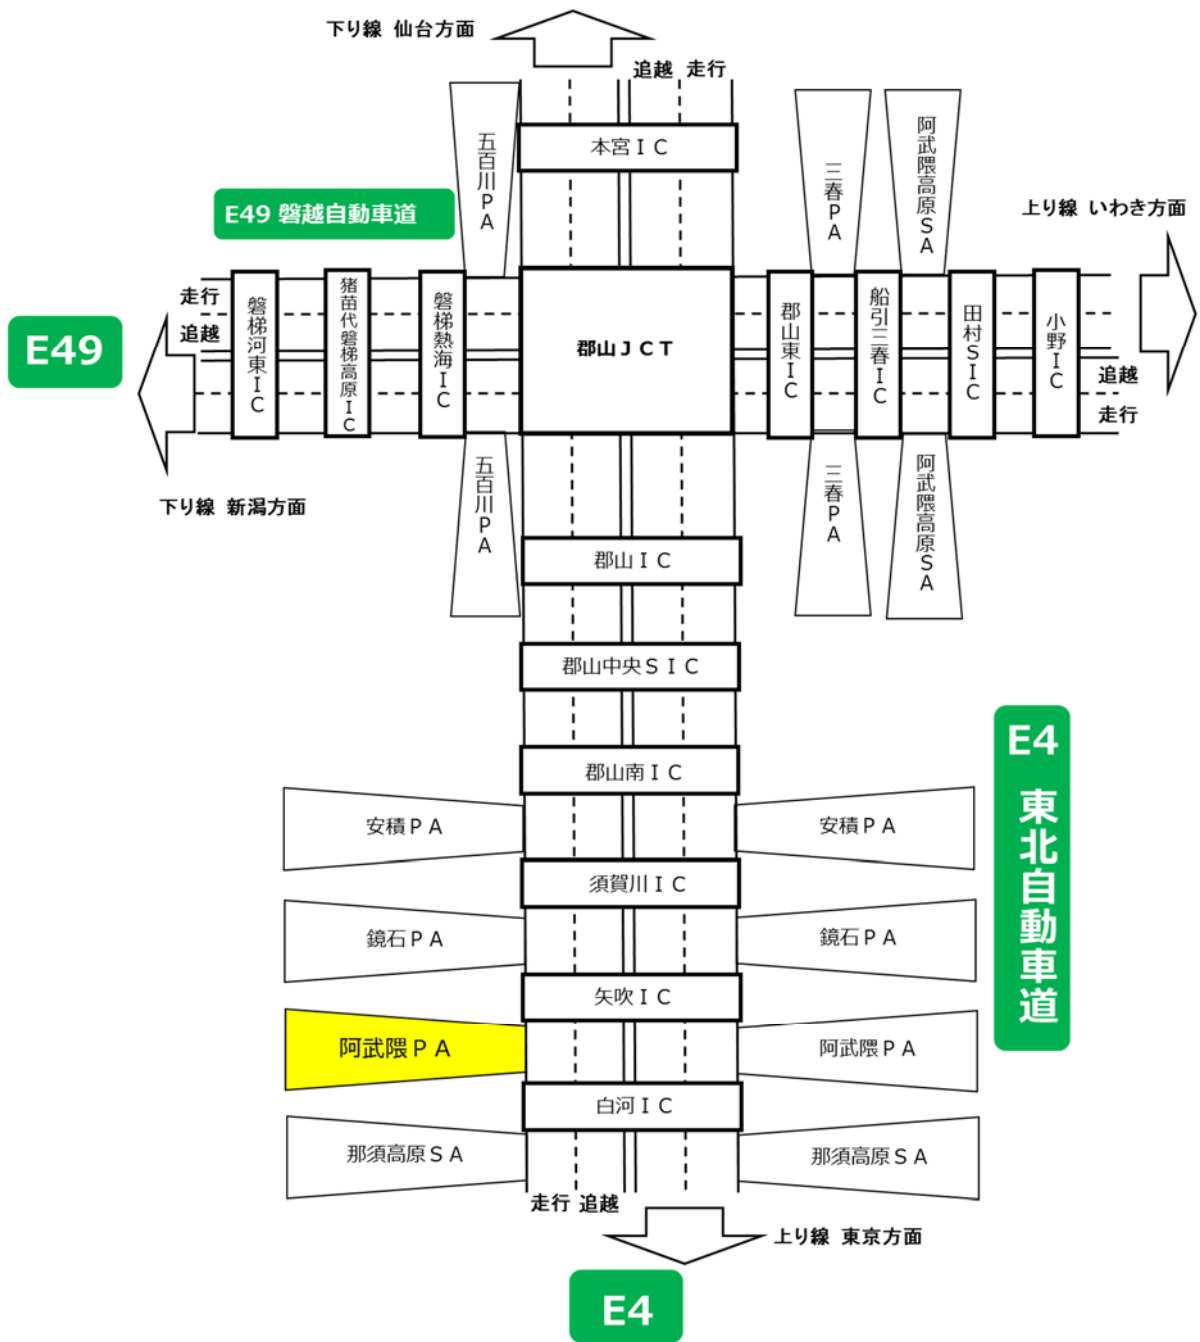 下り線 仙台方面
追越 走行
本宮ＩＣ
五百川ＰＡ
三春ＰＡ
阿武隈高原ＳＡ
E49 磐越自動車道
上り線 いわき方面
走行
追越
磐梯河東ＩＣ
猪苗代磐梯高原ＩＣ
磐梯熱海ＩＣ
郡山ＪＣＴ
郡山東ＩＣ
船引三春ＩＣ
田村ＳＩＣ
小野ＩＣ
E49
追越
走行
下り線 新潟方面
五百川ＰＡ
三春ＰＡ
阿武隈高原ＳＡ
郡山ＩＣ
郡山中央ＳＩＣ
郡山南ＩＣ
E4 東北自動車道
安積ＰＡ
安積ＰＡ
須賀川ＩＣ
鏡石ＰＡ
鏡石ＰＡ
矢吹ＩＣ
阿武隈ＰＡ
阿武隈ＰＡ
白河ＩＣ
那須高原ＳＡ
那須高原ＳＡ
走行 追越
上り線 東京方面
E4